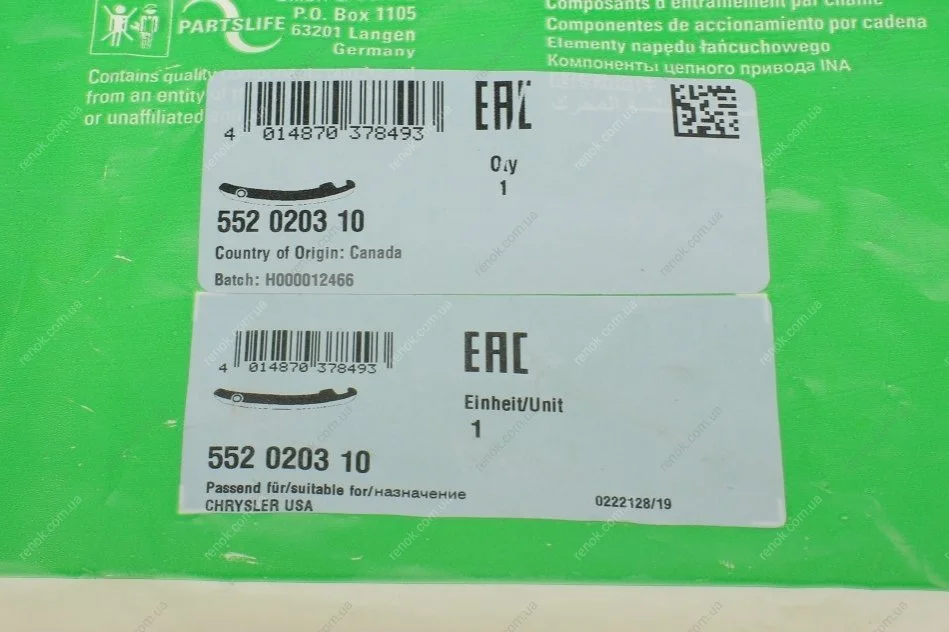 PARTSLIFE
P.O. Box 1105
63201 Langen
Germany
Composants d'entraînement par chaîne
Componentes de accionamiento por cadena
Elementy napędu łańcuchowego
Компоненты цепного привода INA
Contains quality
from an entity
or unaffiliated
4 014870 378493
EAC
Qty
1
552 0203 10
Country of Origin: Canada
Batch: H000012466
4 014870 378493
EAC
Einheit/Unit
1
552 0203 10
Passend für/suitable for/назначение
CHRYSLER USA
0222128/19
renok.com.ua